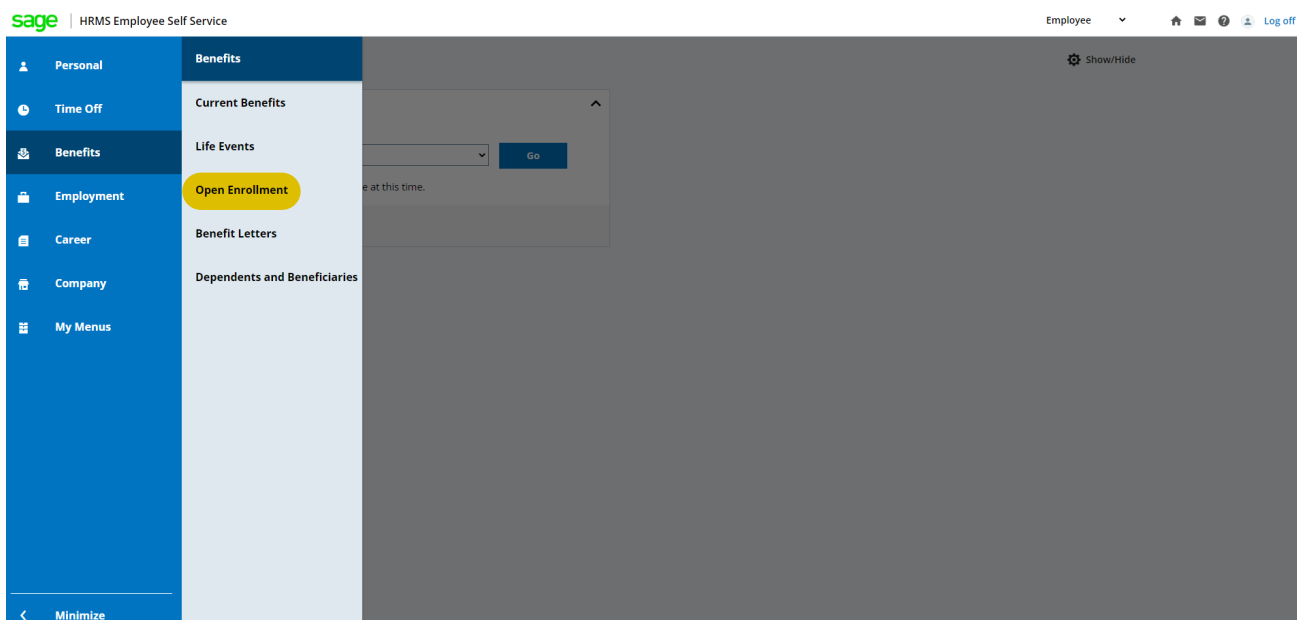 sage HRMS Employee Self Service
Employee
Log off
Personal
Time Off
Benefits
Employment
Career
Company
My Menus
Minimize
Benefits
Current Benefits
Life Events
Open Enrollment
Benefit Letters
Dependents and Beneficiaries
Show/Hide
Go
e at this time.